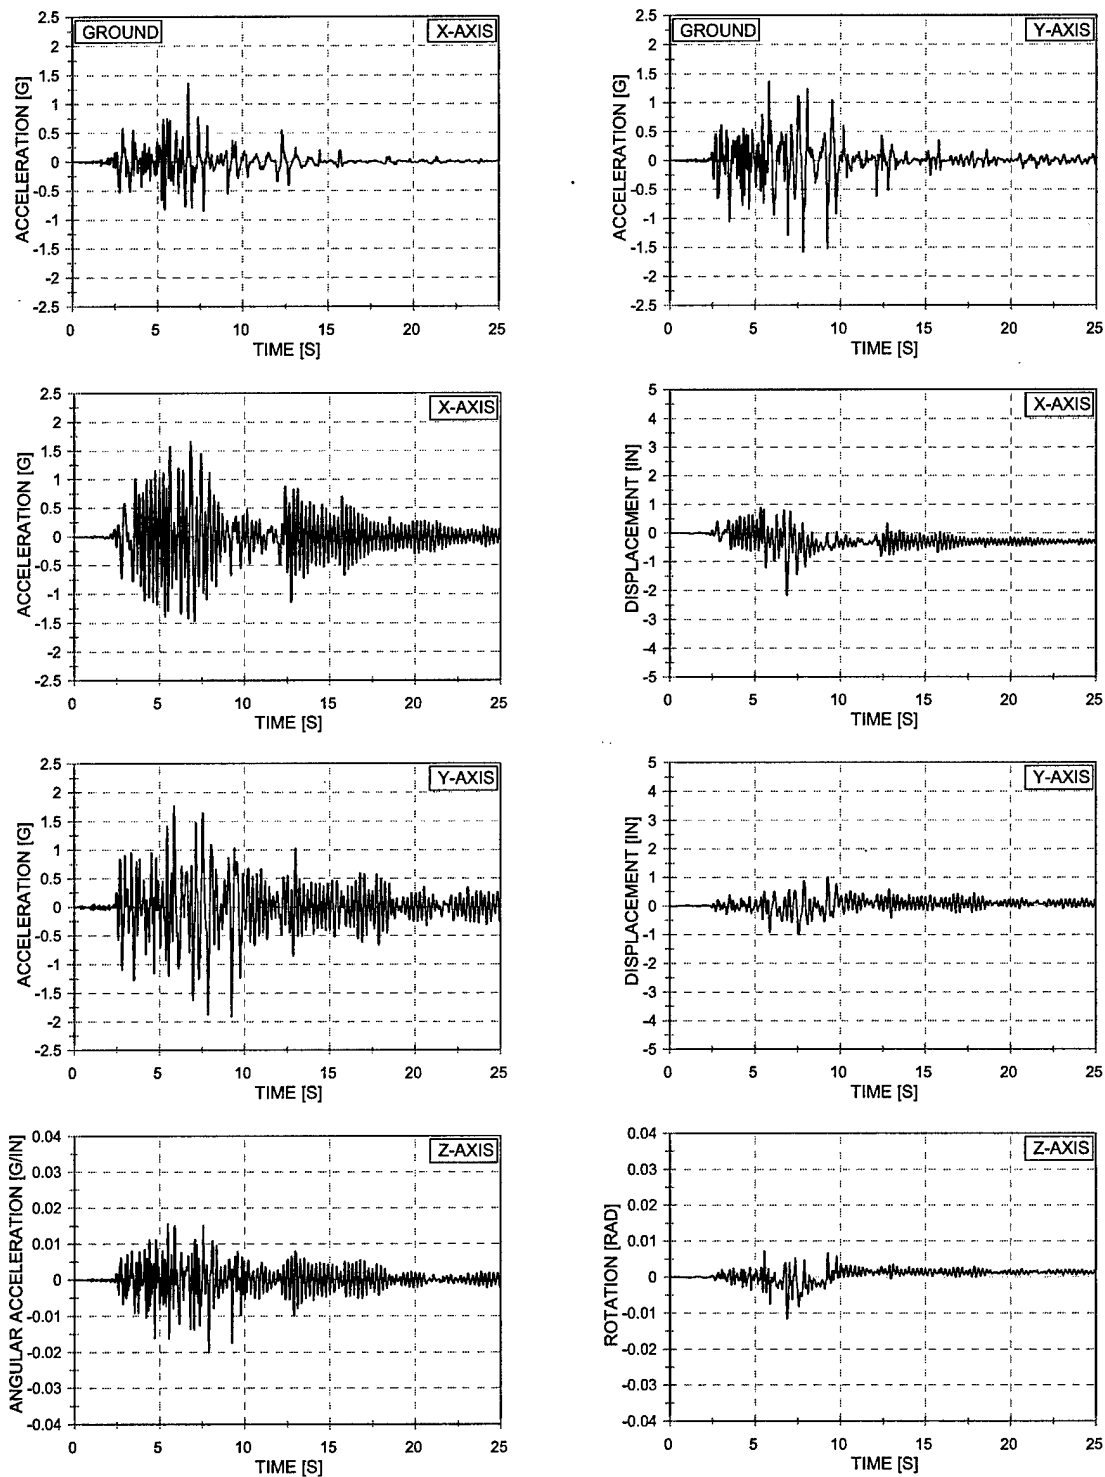 GROUND X-AXIS
ACCELERATION [G]
2.5
2
1.5
1
0.5
0
-0.5
-1
-1.5
-2
-2.5
0 5 10 15 20 25
TIME [S]
GROUND Y-AXIS
ACCELERATION [G]
2.5
2
1.5
1
0.5
0
-0.5
-1
-1.5
-2
-2.5
0 5 10 15 20 25
TIME [S]
X-AXIS
ACCELERATION [G]
2.5
2
1.5
1
0.5
0
-0.5
-1
-1.5
-2
-2.5
0 5 10 15 20 25
TIME [S]
X-AXIS
DISPLACEMENT [IN]
5
4
3
2
1
0
-1
-2
-3
-4
-5
0 5 10 15 20 25
TIME [S]
Y-AXIS
ACCELERATION [G]
2.5
2
1.5
1
0.5
0
-0.5
-1
-1.5
-2
-2.5
0 5 10 15 20 25
TIME [S]
Y-AXIS
DISPLACEMENT [IN]
5
4
3
2
1
0
-1
-2
-3
-4
-5
0 5 10 15 20 25
TIME [S]
Z-AXIS
ANGULAR ACCELERATION [G/IN]
0.04
0.03
0.02
0.01
0
-0.01
-0.02
-0.03
-0.04
0 5 10 15 20 25
TIME [S]
Z-AXIS
ROTATION [RAD]
0.04
0.03
0.02
0.01
0
-0.01
-0.02
-0.03
-0.04
0 5 10 15 20 25
TIME [S]